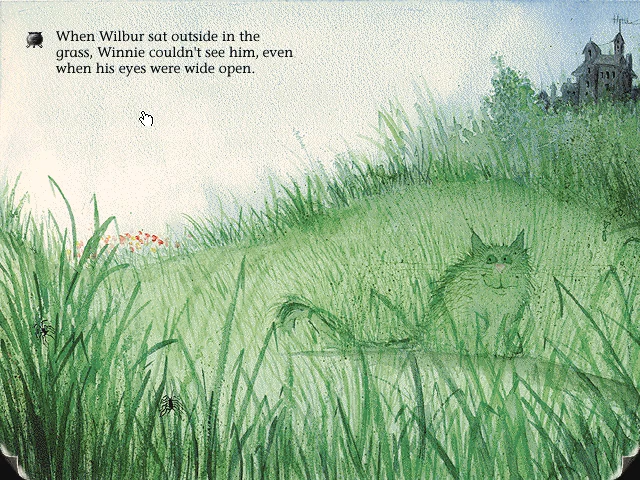 When Wilbur sat outside in the
grass, Winnie couldn't see him, even
when his eyes were wide open.